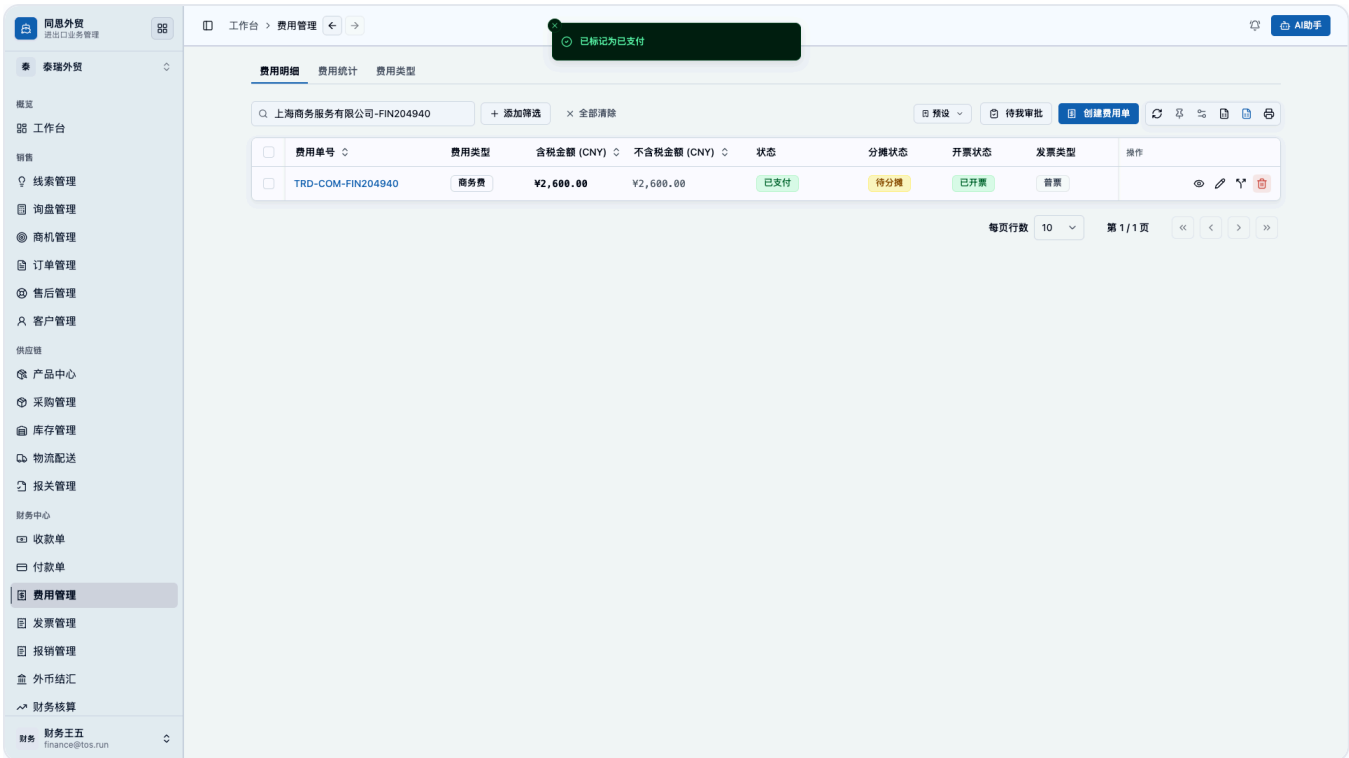 同思外贸
进出口业务管理
泰 泰瑞外贸
概览
工作台
销售
线索管理
询盘管理
商机管理
订单管理
售后管理
客户管理
供应链
产品中心
采购管理
库存管理
物流配送
报关管理
财务中心
收款单
付款单
费用管理
发票管理
报销管理
外币结汇
财务核算
财务 财务王五
finance@tos.run
工作台 > 费用管理
已标记为已支付
AI助手
费用明细 费用统计 费用类型
上海商务服务有限公司-FIN204940 添加筛选 全部清除 预设 待我审批 创建费用单
费用单号 费用类型 含税金额 (CNY) 不含税金额 (CNY) 状态 分摊状态 开票状态 发票类型 操作
TRD-COM-FIN204940 商务费 ¥2,600.00 ¥2,600.00 已支付 待分摊 已开票 普票
每页行数 10 第 1 / 1 页